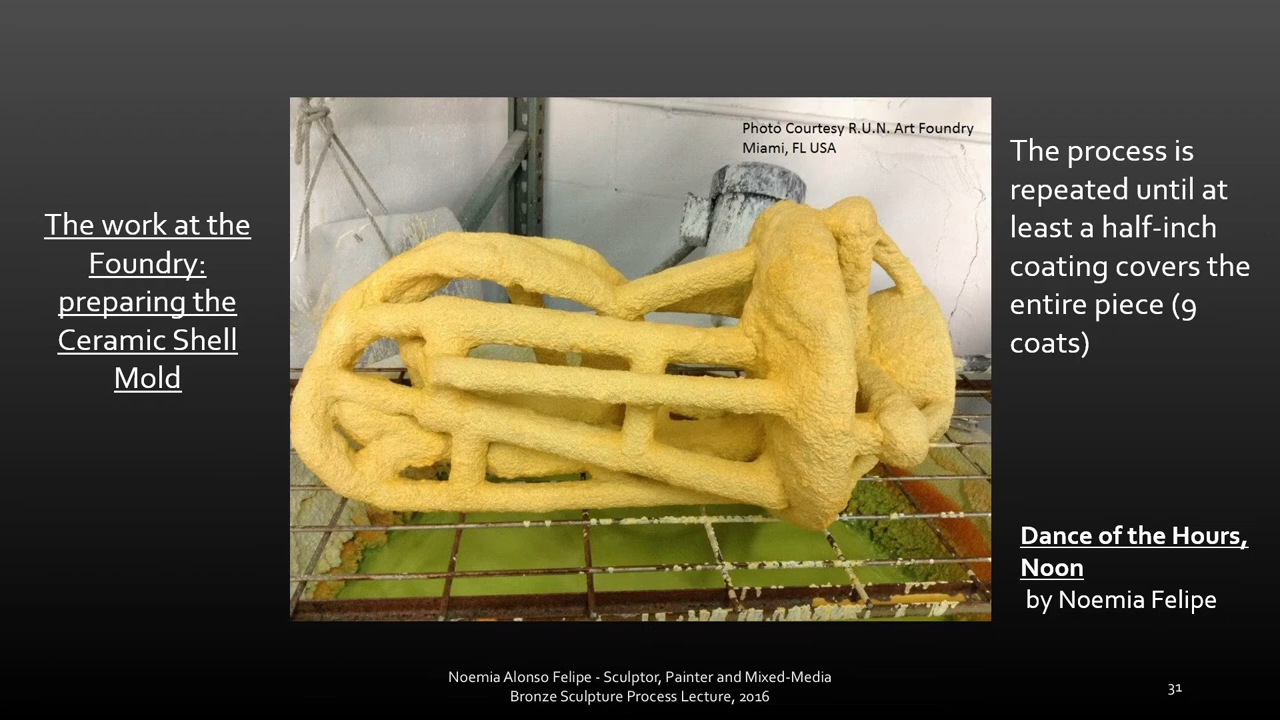 The work at the
Foundry:
preparing the
Ceramic Shell
Mold
Photo Courtesy R.U.N. Art Foundry
Miami, FL USA
The process is
repeated until at
least a half-inch
coating covers the
entire piece (9
coats)
Dance of the Hours,
Noon
by Noemia Felipe
Noemia Alonso Felipe - Sculptor, Painter and Mixed-Media
Bronze Sculpture Process Lecture, 2016
31